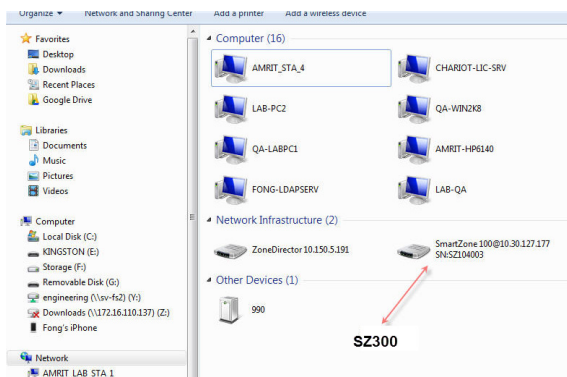 Organize Network and Sharing Center Add a printer Add a wireless device
Favorites
Desktop
Downloads
Recent Places
Google Drive
Libraries
Documents
Music
Pictures
Videos
Computer
Local Disk (C:)
KINGSTON (E:)
Storage (F:)
Removable Disk (G:)
engineering (\\sv-fs2) (Y:)
Downloads (\\172.16.110.137) (Z:)
Fong's iPhone
Network
AMRIT_LAB_STA_1
Computer (16)
AMRIT_STA_4
CHARIOT-LIC-SRV
LAB-PC2
QA-WIN2K8
QA-LABPC1
AMRIT-HP6140
FONG-LDAPSERV
LAB-QA
Network Infrastructure (2)
ZoneDirector 10.150.5.191
SmartZone 100@10.30.127.177
SN:SZ104003
Other Devices (1)
990
SZ300